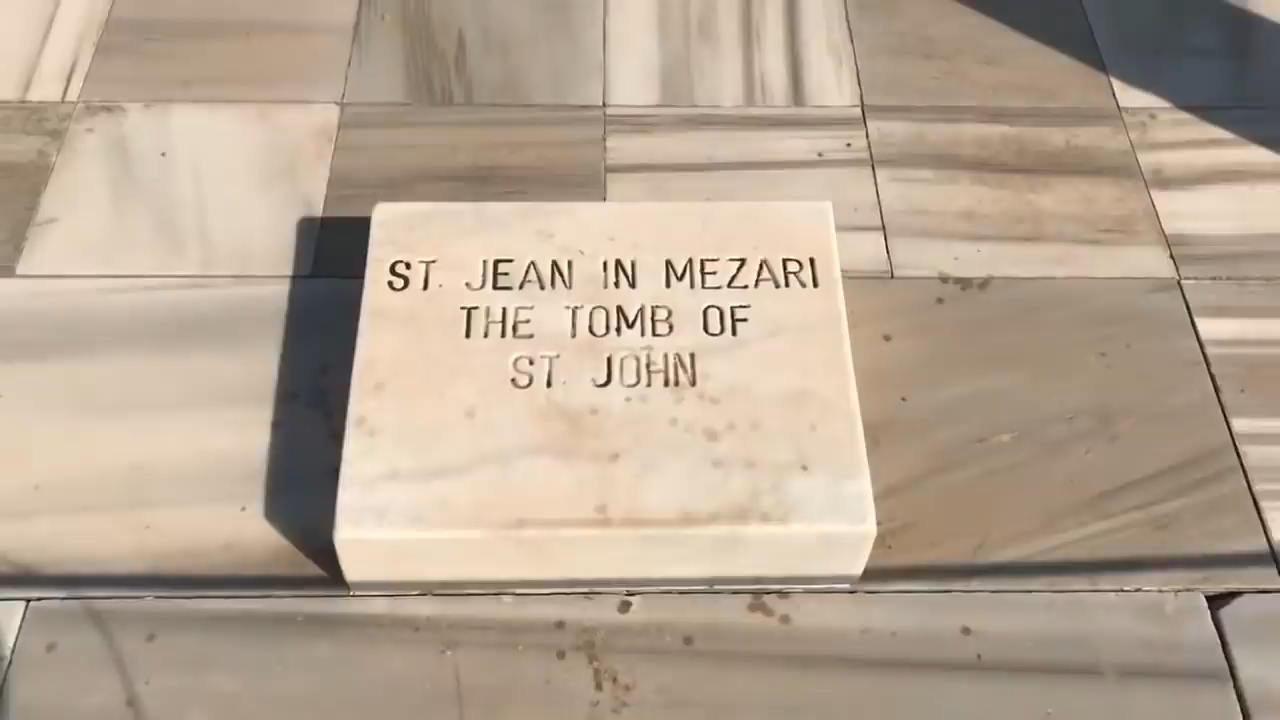 ST. JEAN IN MEZARI
THE TOMB OF
ST. JOHN